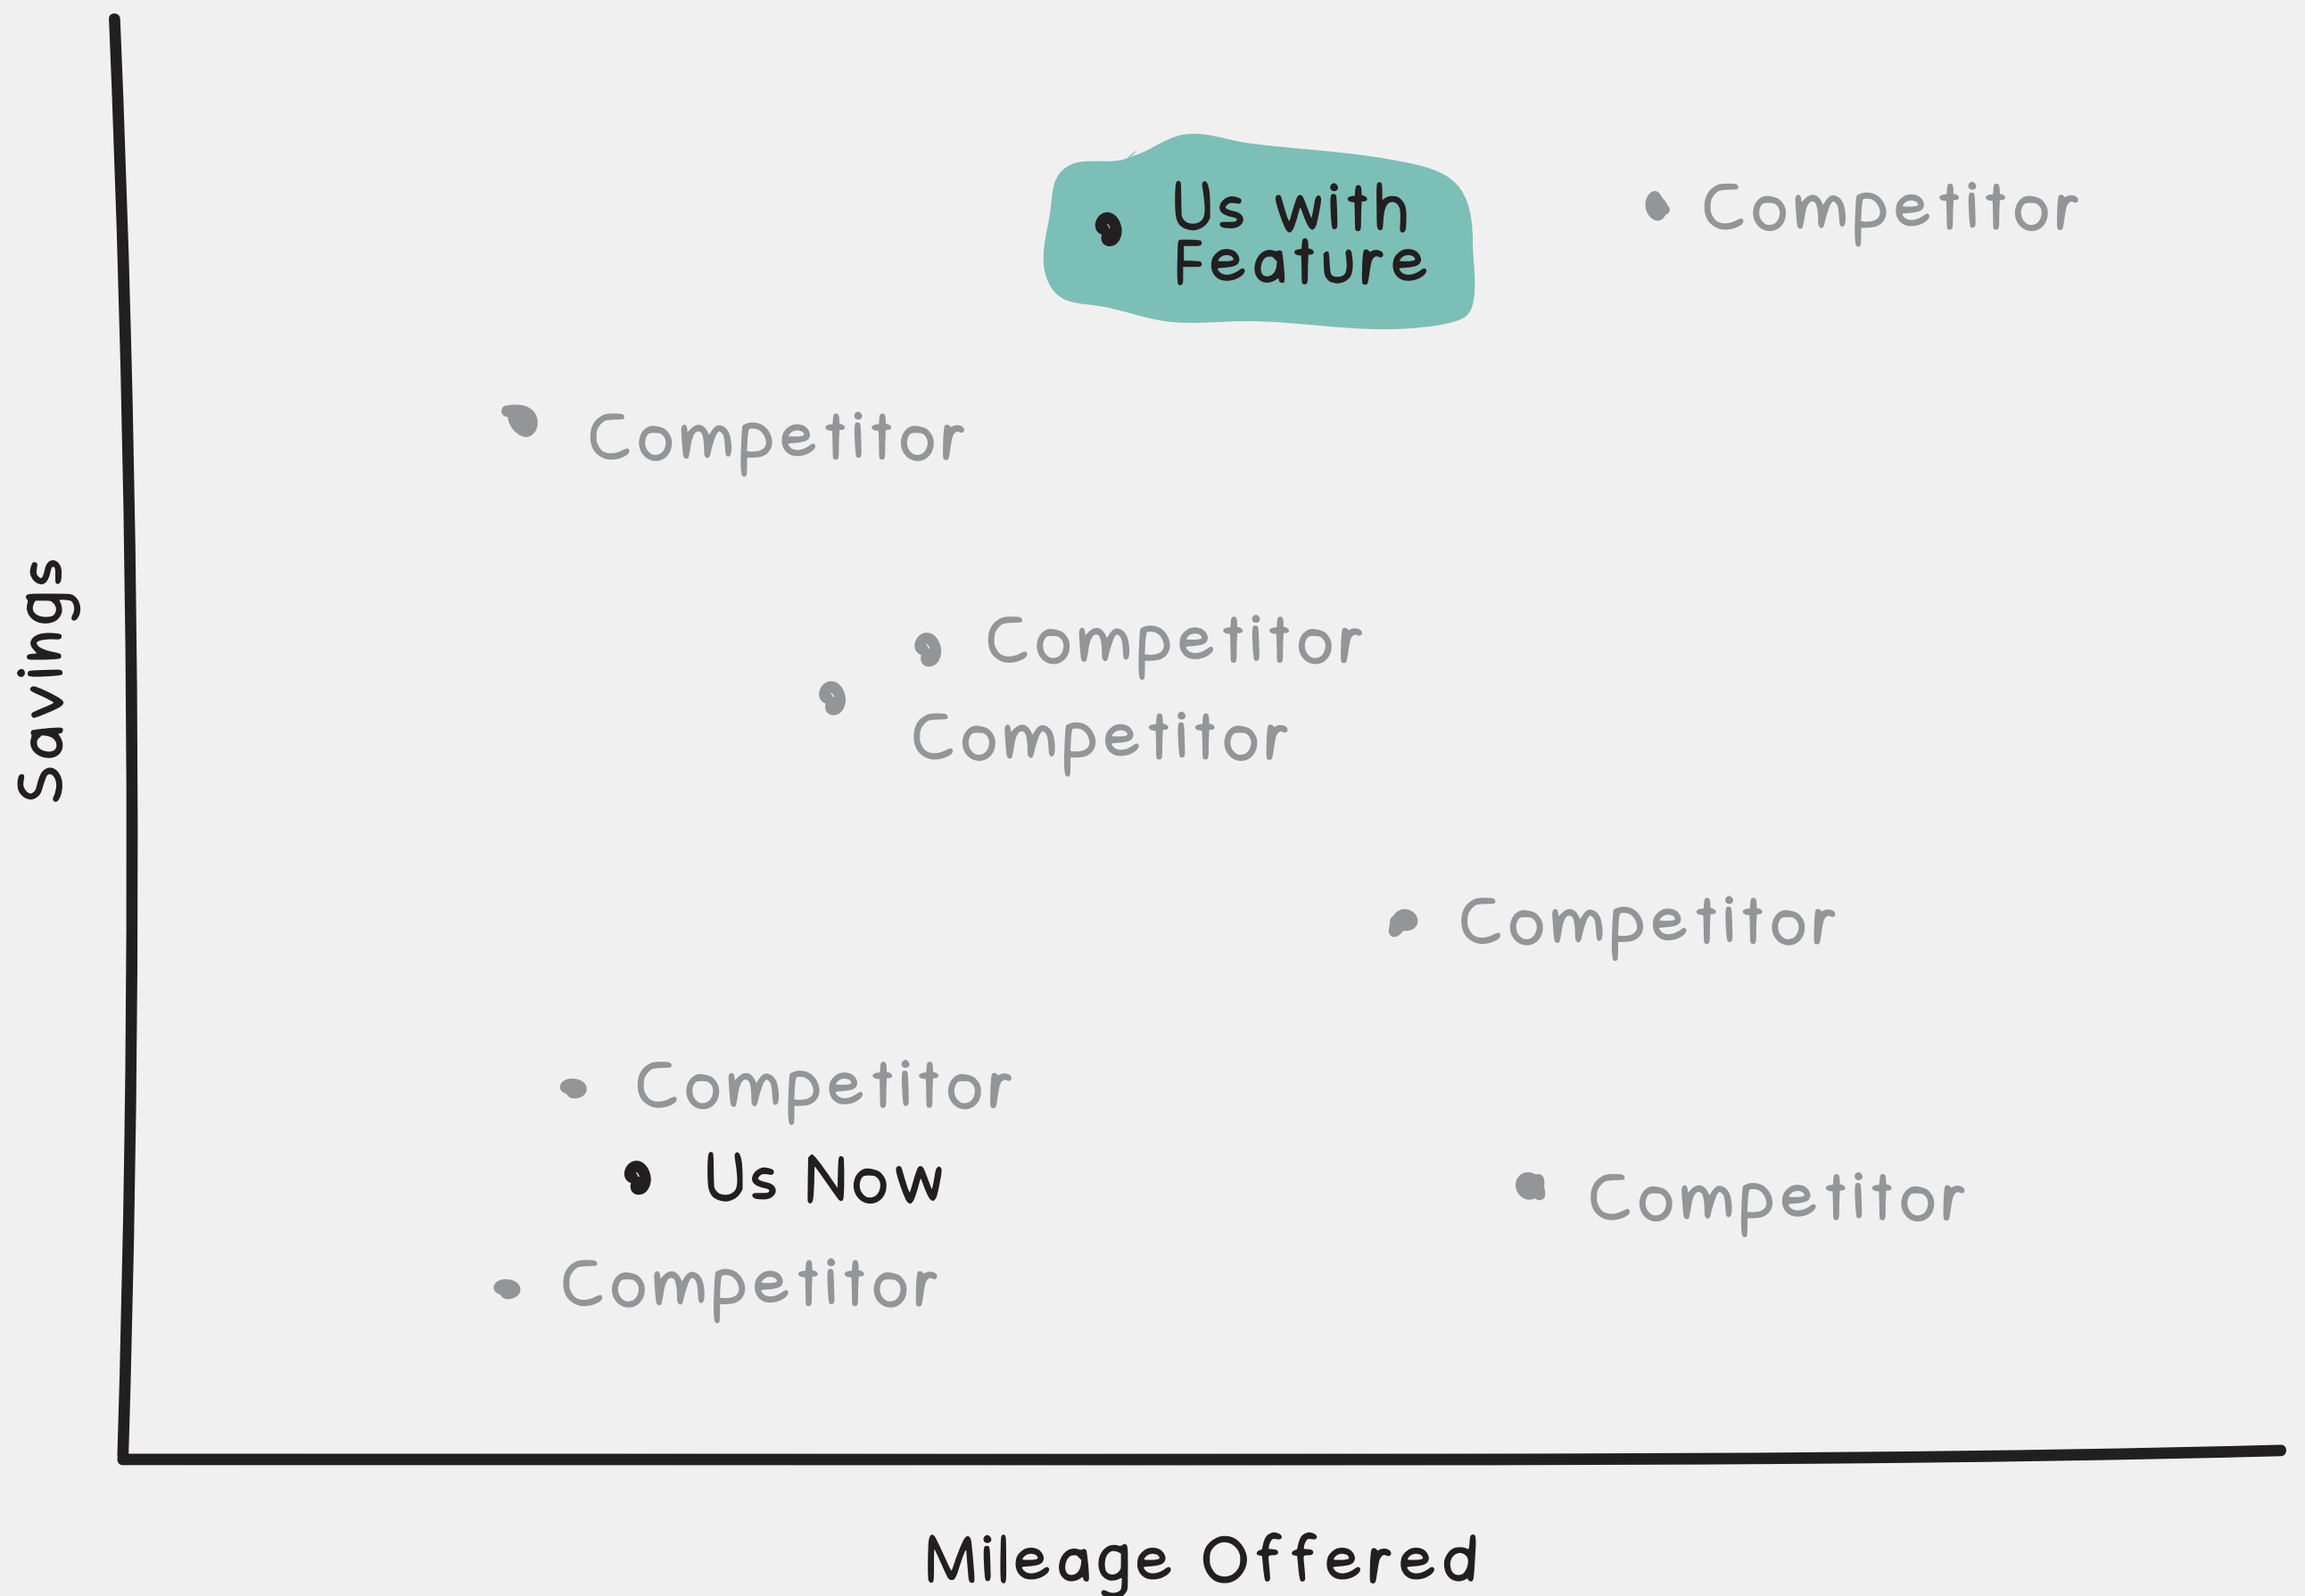 Us with
Feature
Competitor
Competitor
Competitor
Competitor
Savings
Competitor
Competitor
Us Now
Competitor
Competitor
Mileage Offered